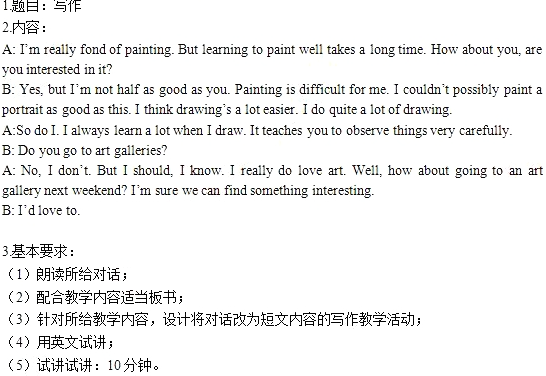 1.题目：写作
2.内容：
A: I'm really fond of painting. But learning to paint well takes a long time. How about you, are
you interested in it?
B: Yes, but I'm not half as good as you. Painting is difficult for me. I couldn't possibly paint a
portrait as good as this. I think drawing's a lot easier. I do quite a lot of drawing.
A:So do I. I always learn a lot when I draw. It teaches you to observe things very carefully.
B: Do you go to art galleries?
A: No, I don't. But I should, I know. I really do love art. Well, how about going to an art
gallery next weekend? I'm sure we can find something interesting.
B: I'd love to.
3.基本要求：
（1）朗读所给对话；
（2）配合教学内容适当板书；
（3）针对所给教学内容，设计将对话改为短文内容的写作教学活动；
（4）用英文试讲；
（5）试讲试讲：10分钟。